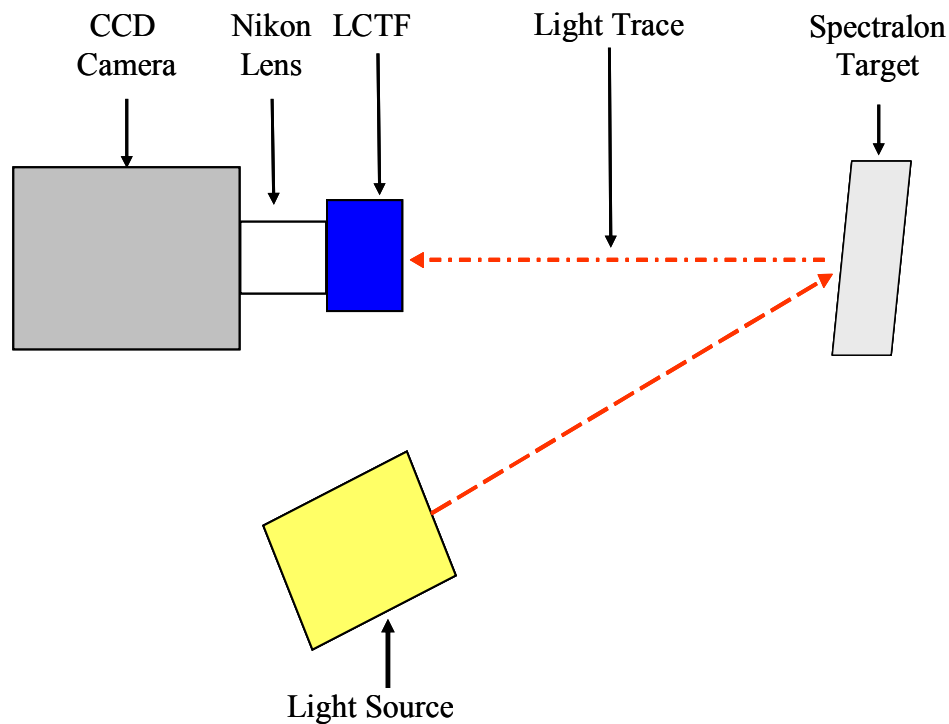 CCD
Camera
Nikon
Lens
LCTF
Light Trace
Spectralon
Target
Light Source